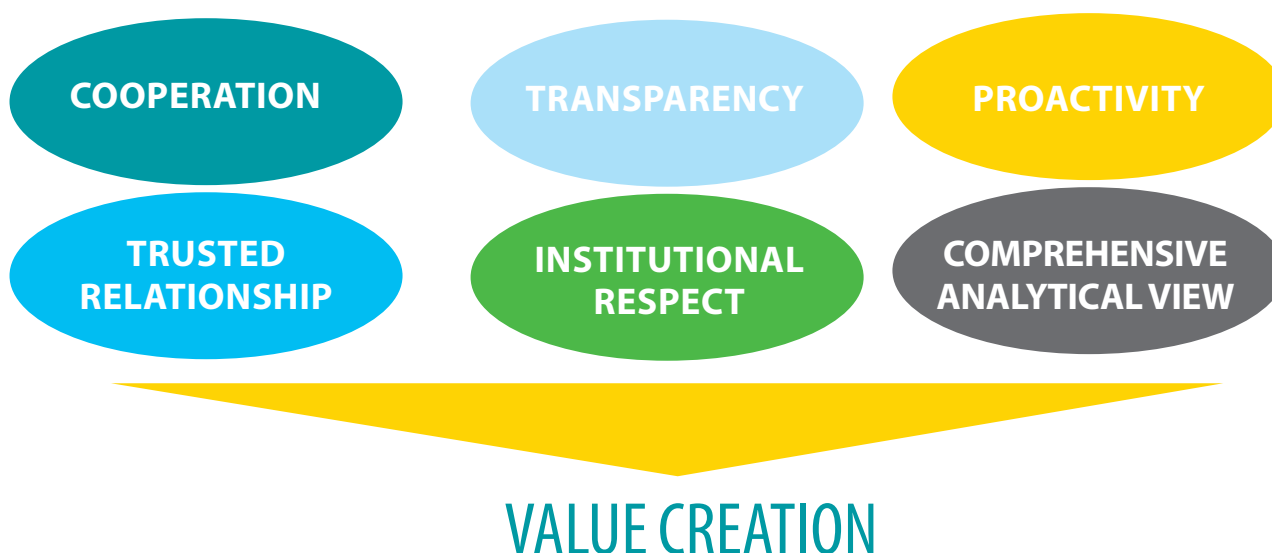 COOPERATION
TRANSPARENCY
PROACTIVITY
TRUSTED
RELATIONSHIP
INSTITUTIONAL
RESPECT
COMPREHENSIVE
ANALYTICAL VIEW
VALUE CREATION